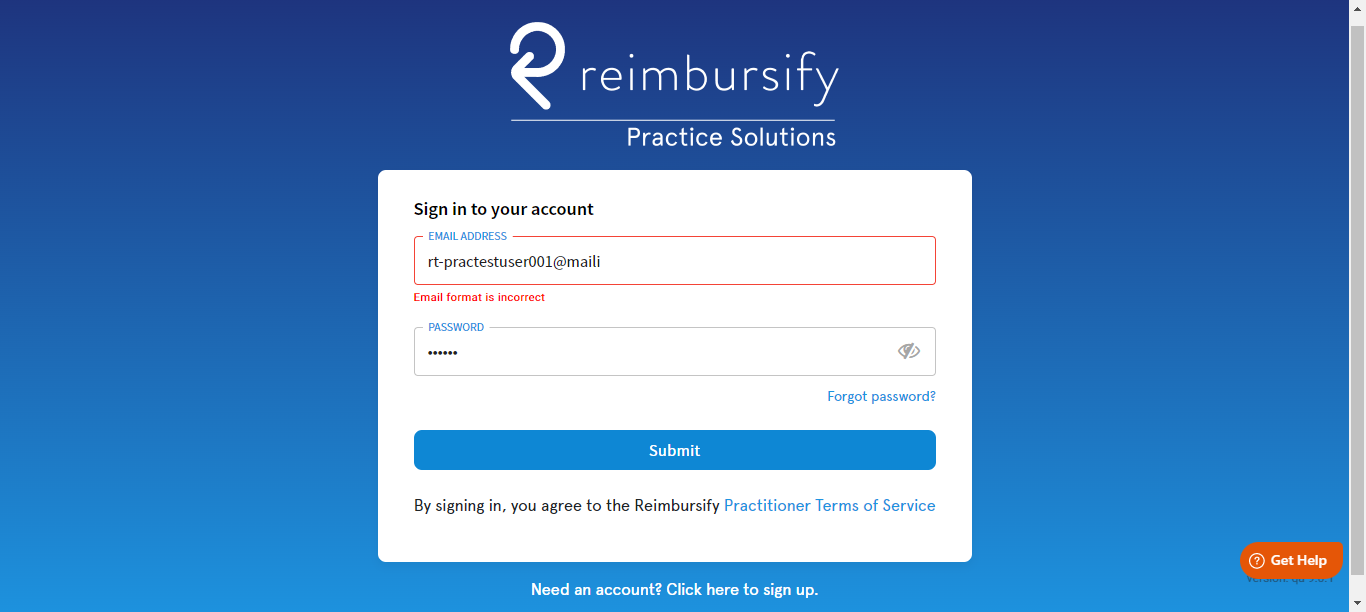 reimbursify
Practice Solutions
Sign in to your account
EMAIL ADDRESS
rt-practestuser001@maili
Email format is incorrect
PASSWORD
••••••
Forgot password?
Submit
By signing in, you agree to the Reimbursify Practitioner Terms of Service
Get Help
Need an account? Click here to sign up.